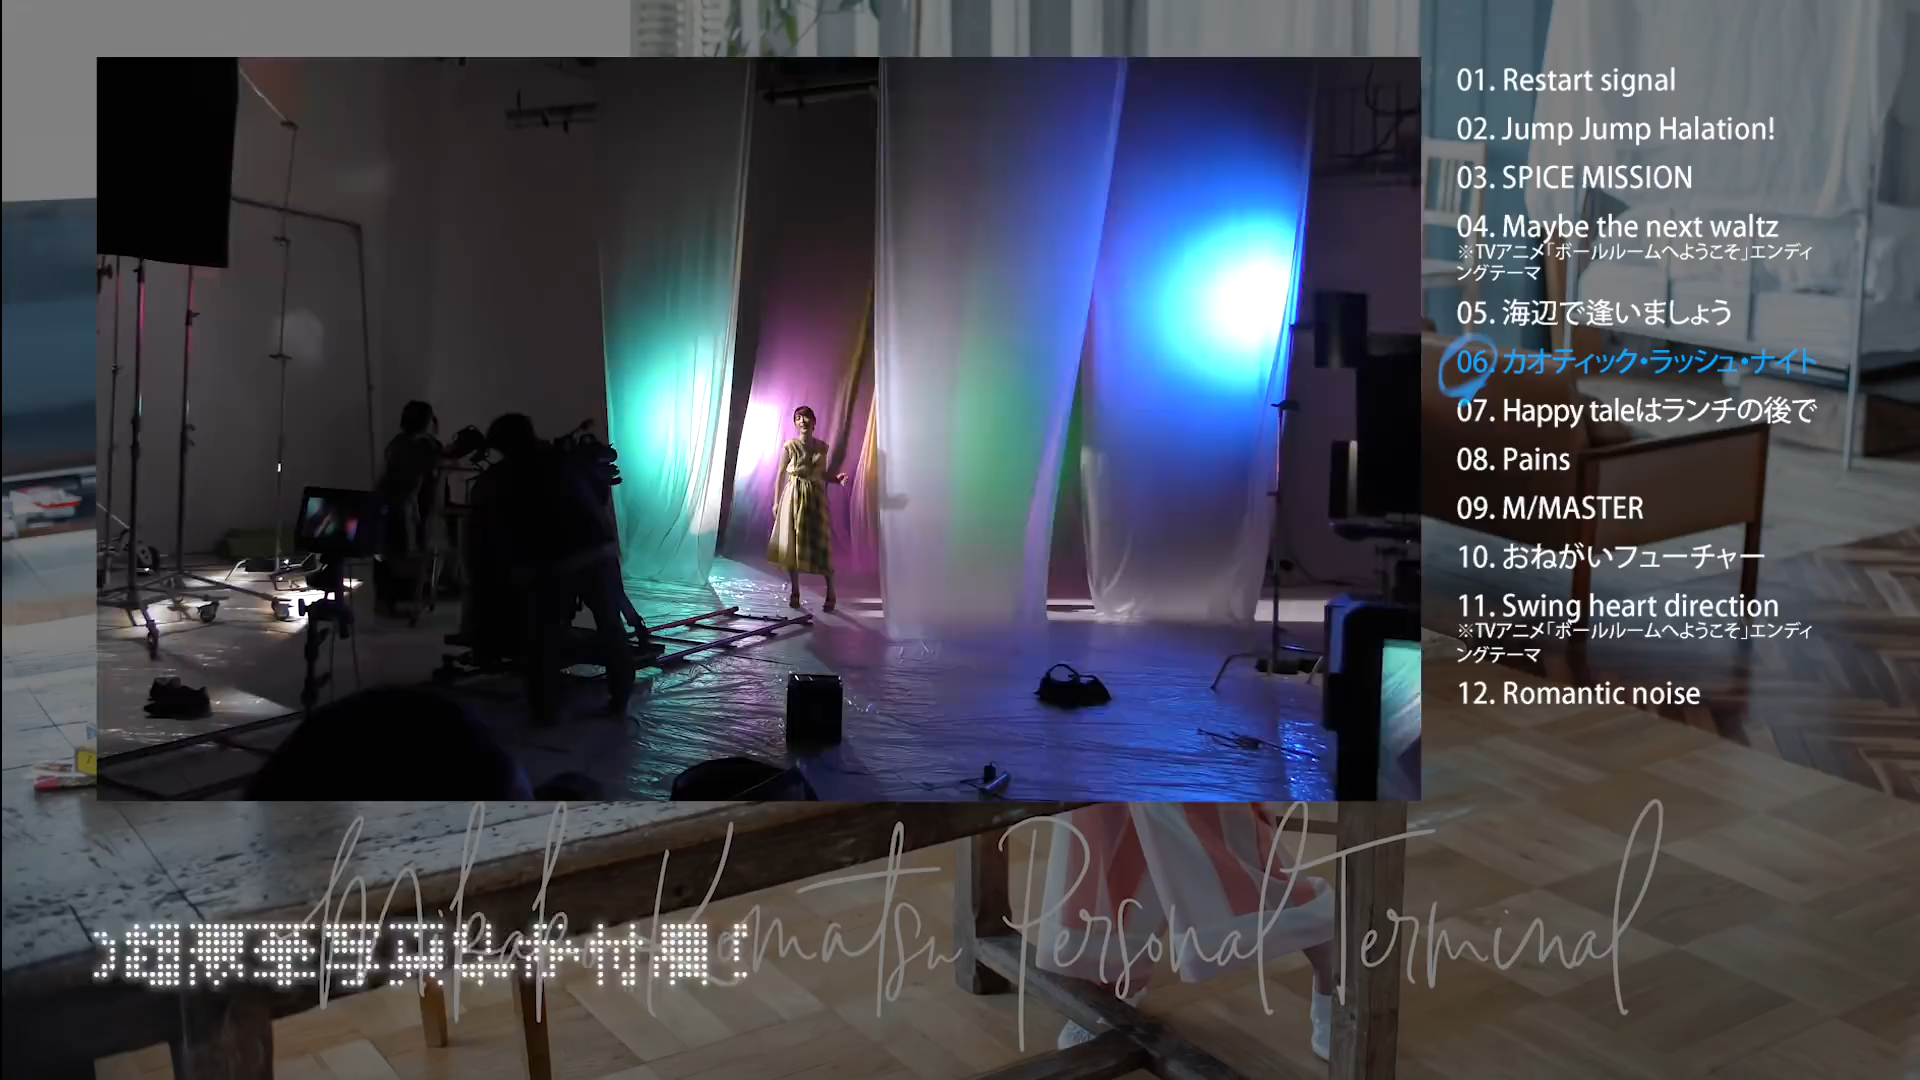 01. Restart signal
02. Jump Jump Halation!
03. SPICE MISSION
04. Maybe the next waltz
※TVアニメ「ボールルームへようこそ」エンディ
ングテーマ
05. 海辺で逢いましょう
06. カオティック・ラッシュ・ナイト
07. Happy taleはランチの後で
08. Pains
09. M/MASTER
10. おねがいフューチャー
11. Swing heart direction
※TVアニメ「ボールルームへようこそ」エンディ
ングテーマ
12. Romantic noise
Mikako Komatsu Personal Terminal